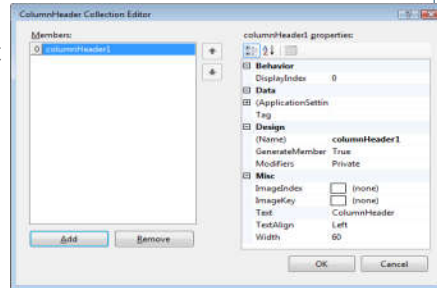 ColumnHeader Collection Editor
Members:
0 columnHeader1
Add
Remove
columnHeader1 properties:
Behavior
DisplayIndex 0
Data
(ApplicationSettin
Tag
Design
(Name) columnHeader1
GenerateMember True
Modifiers Private
Misc
ImageIndex (none)
ImageKey (none)
Text ColumnHeader
TextAlign Left
Width 60
OK
Cancel